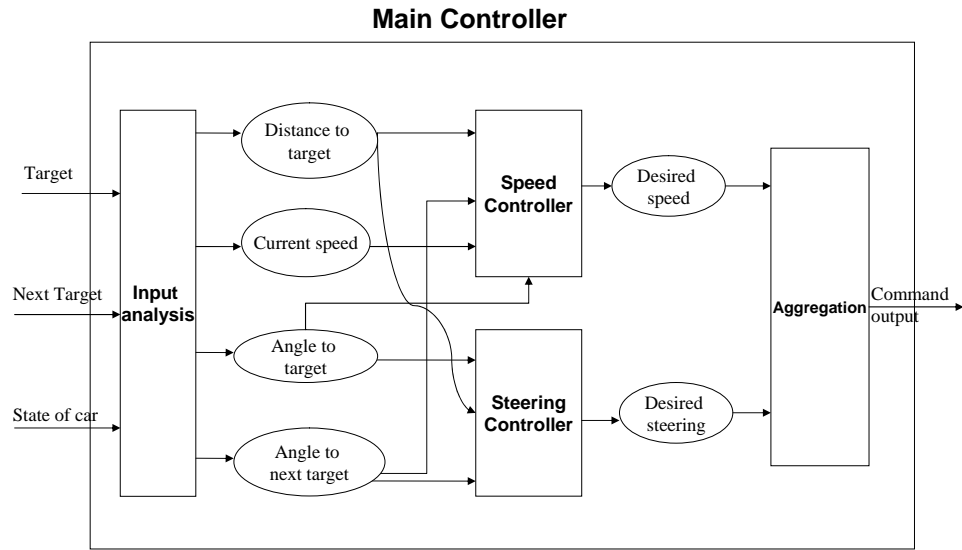 Main Controller
Target
Next Target
State of car
Input
analysis
Distance to
target
Current speed
Angle to
target
Angle to
next target
Speed
Controller
Steering
Controller
Desired
speed
Desired
steering
Aggregation
Command
output